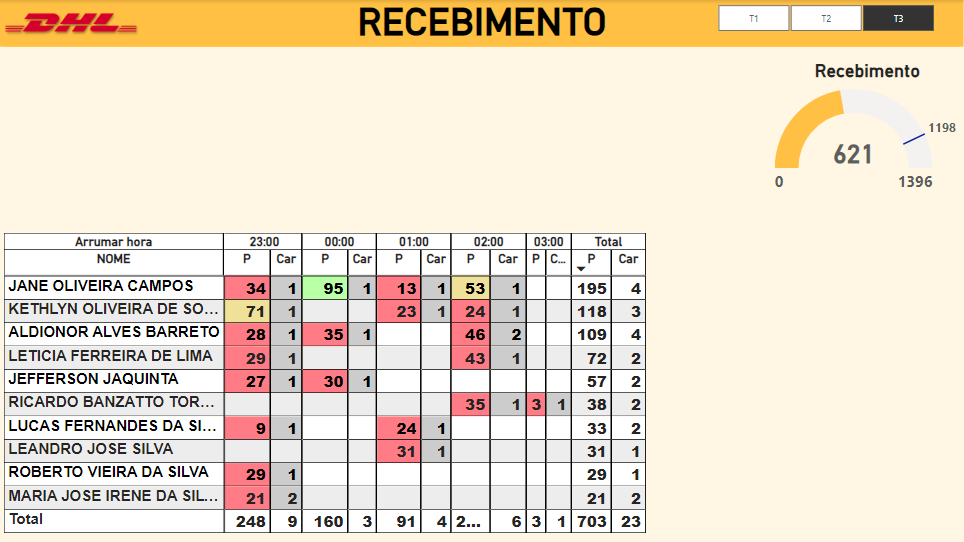 DHL RECEBIMENTO T1 T2 T3
Recebimento
1198
621
0 1396
Arrumar hora 23:00 00:00 01:00 02:00 03:00 Total
NOME P Car P Car P Car P Car P C... P Car
JANE OLIVEIRA CAMPOS 34 1 95 1 13 1 53 1 195 4
KETHLYN OLIVEIRA DE SO... 71 1 23 1 24 1 118 3
ALDIONOR ALVES BARRETO 28 1 35 1 46 2 109 4
LETICIA FERREIRA DE LIMA 29 1 43 1 72 2
JEFFERSON JAQUINTA 27 1 30 1 57 2
RICARDO BANZATTO TOR... 35 1 3 1 38 2
LUCAS FERNANDES DA SI... 9 1 24 1 33 2
LEANDRO JOSE SILVA 31 1 31 1
ROBERTO VIEIRA DA SILVA 29 1 29 1
MARIA JOSE IRENE DA SIL... 21 2 21 2
Total 248 9 160 3 91 4 2... 6 3 1 703 23